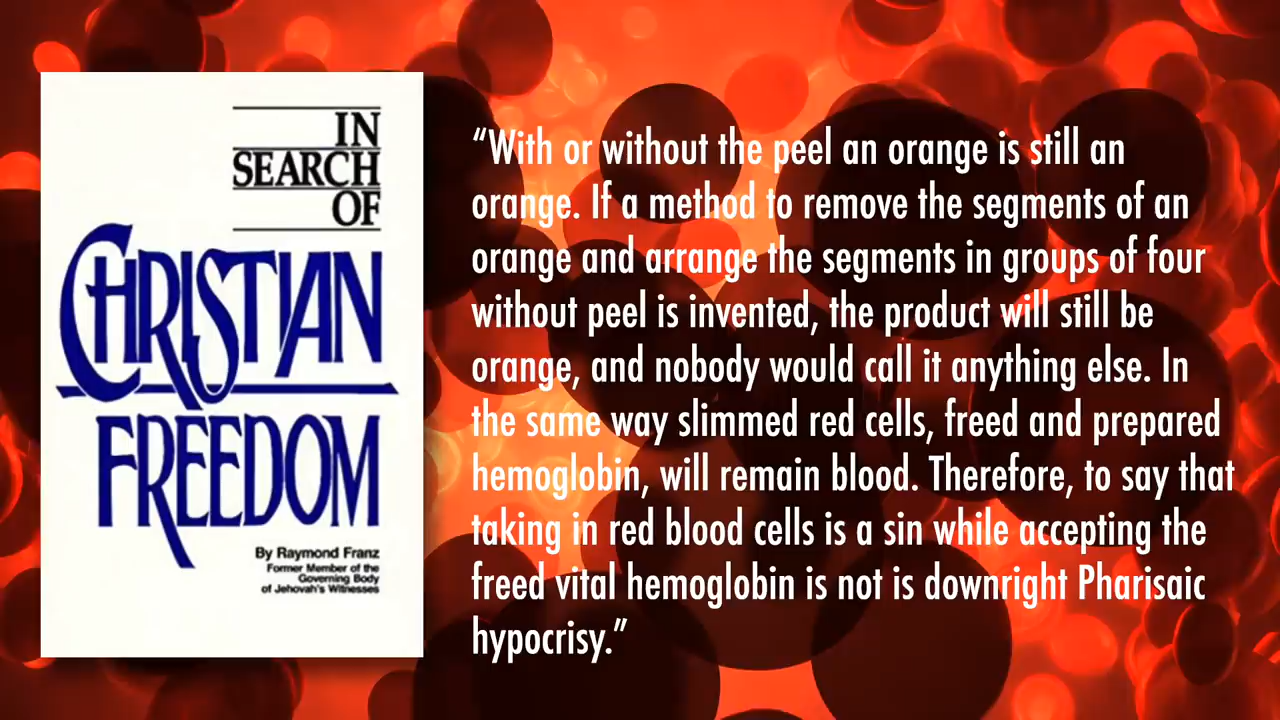 IN
SEARCH
OF
CHRISTIAN
FREEDOM
By Raymond Franz
Former Member of the
Governing Body
of Jehovah's Witnesses
“With or without the peel an orange is still an
orange. If a method to remove the segments of an
orange and arrange the segments in groups of four
without peel is invented, the product will still be
orange, and nobody would call it anything else. In
the same way slimmed red cells, freed and prepared
hemoglobin, will remain blood. Therefore, to say that
taking in red blood cells is a sin while accepting the
freed vital hemoglobin is not is downright Pharisaic
hypocrisy.”